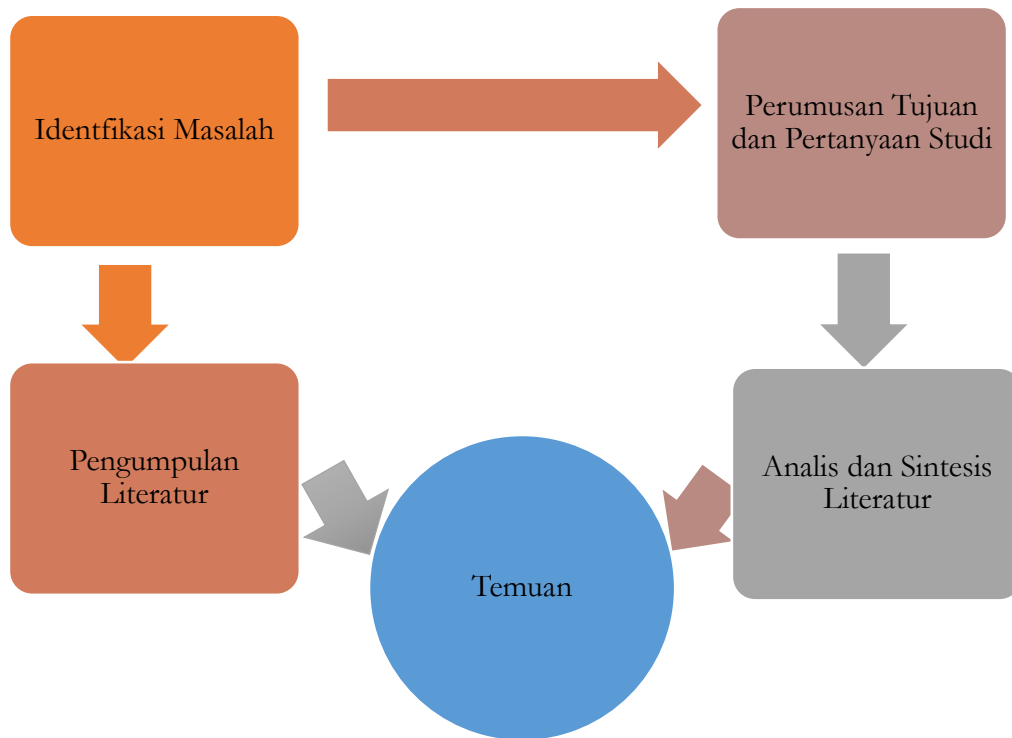 Identfikasi Masalah
Perumusan Tujuan
dan Pertanyaan Studi
Pengumpulan
Literatur
Analis dan Sintesis
Literatur
Temuan